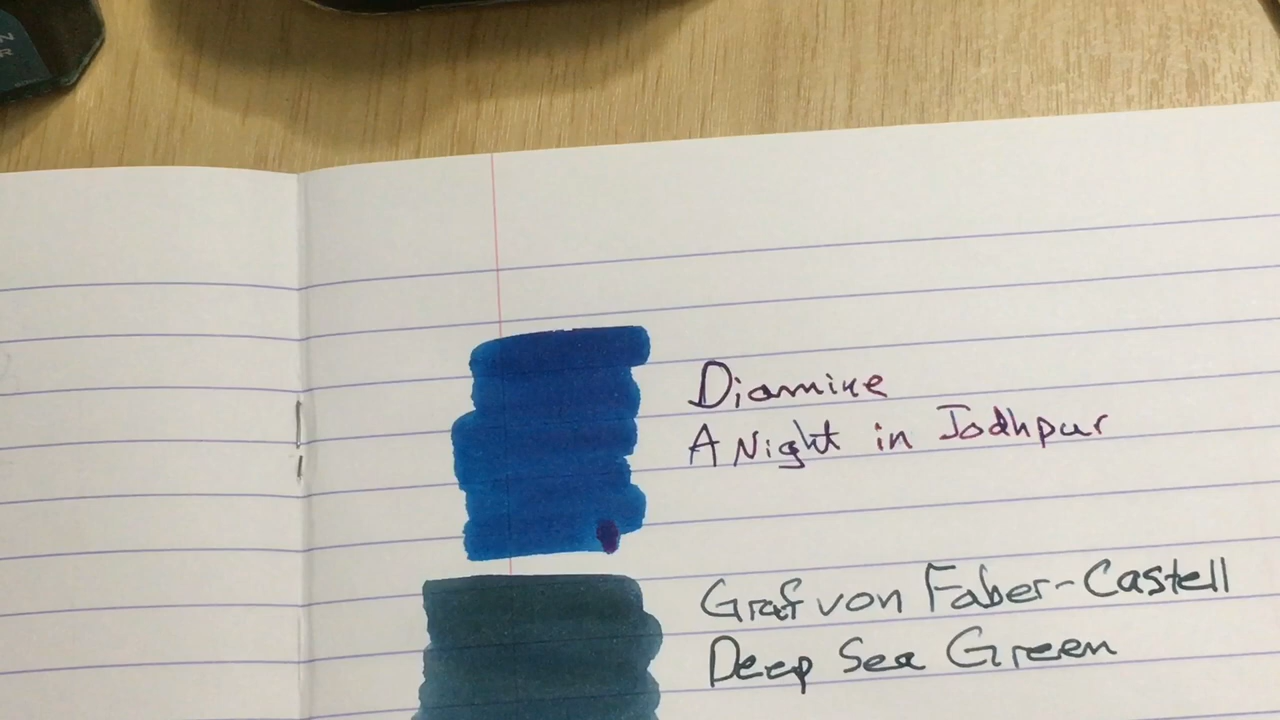 Diamine
A Night in Jodhpur
Graf von Faber-Castell
Deep Sea Green